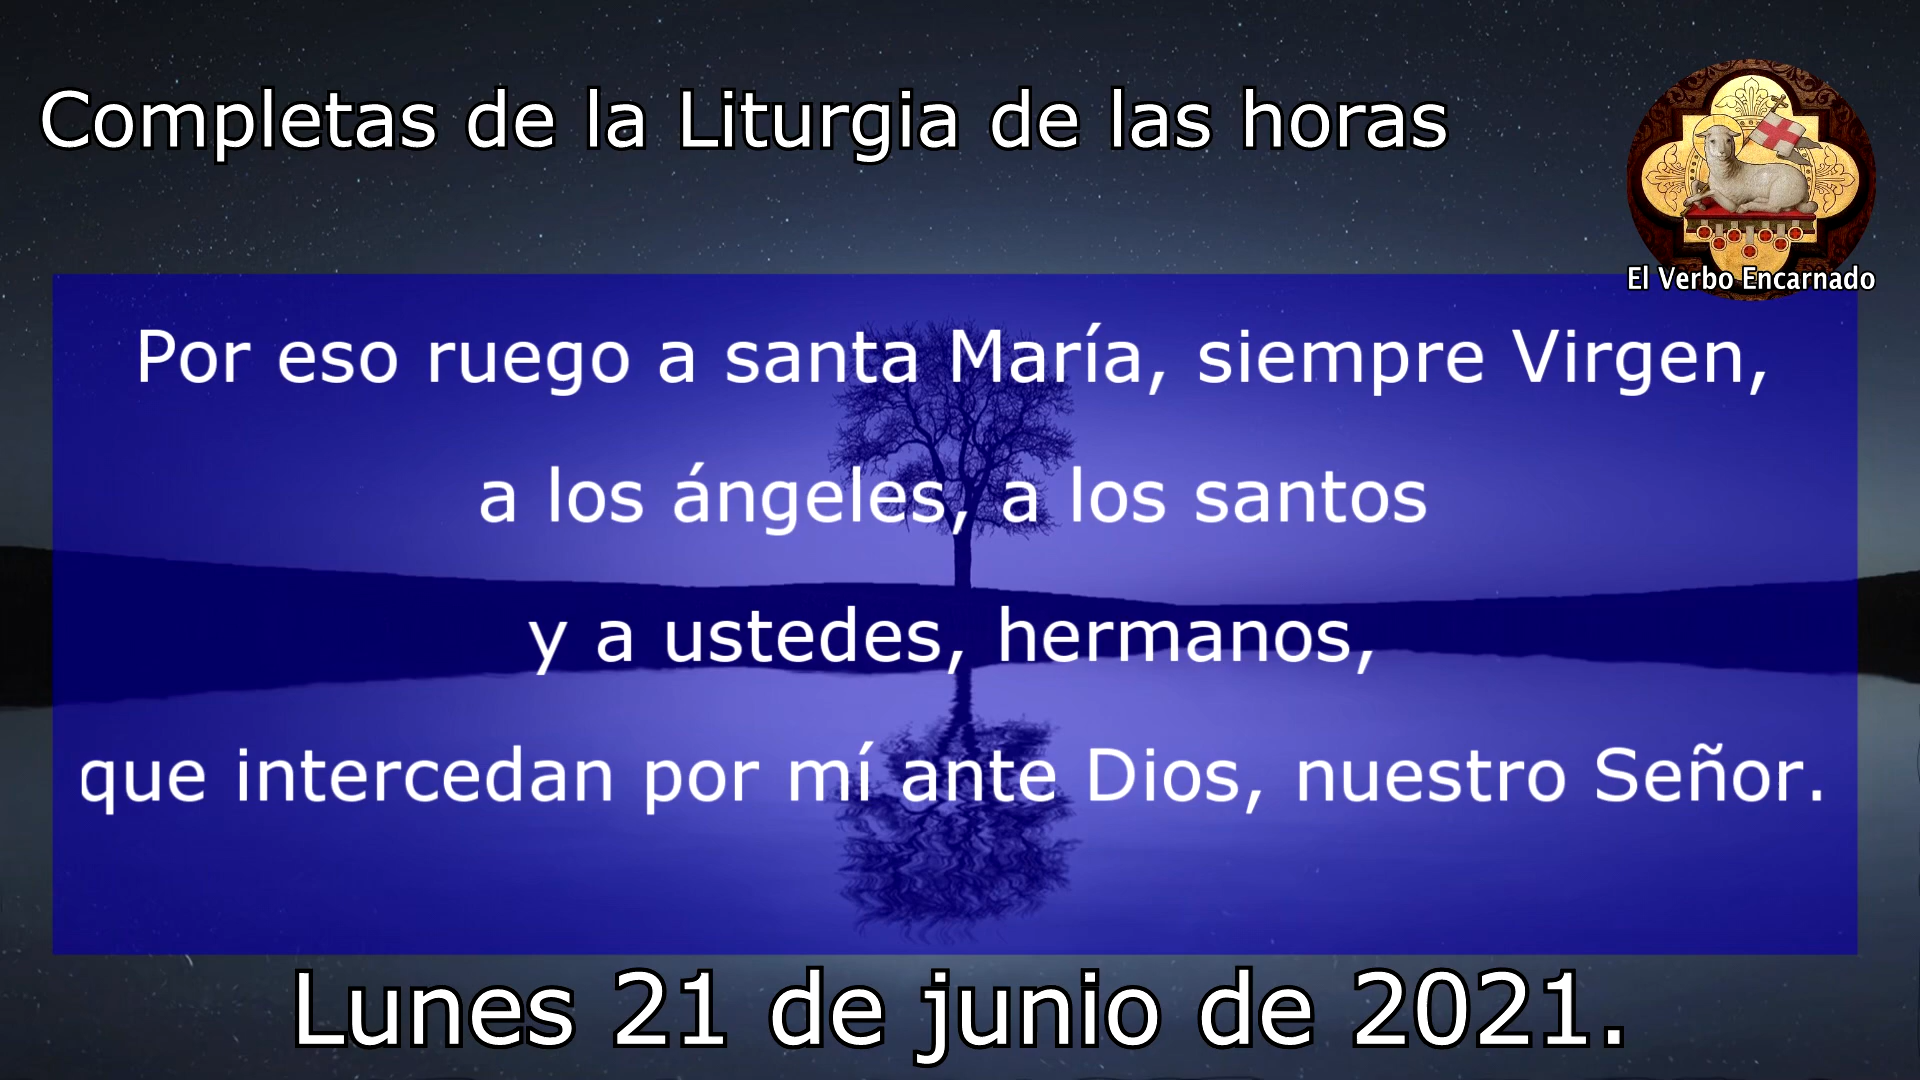 Completas de la Liturgia de las horas
El Verbo Encarnado
Por eso ruego a santa María, siempre Virgen,
a los ángeles, a los santos
y a ustedes, hermanos,
que intercedan por mí ante Dios, nuestro Señor.
Lunes 21 de junio de 2021.